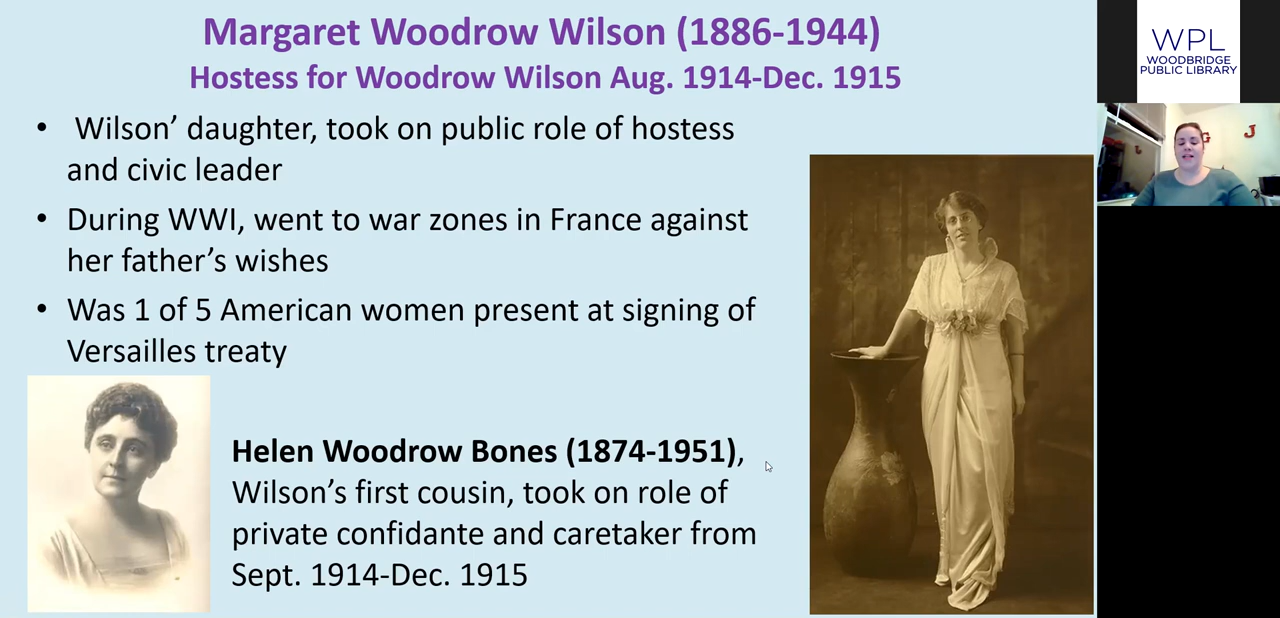 Margaret Woodrow Wilson (1886-1944)
Hostess for Woodrow Wilson Aug. 1914-Dec. 1915
• Wilson’ daughter, took on public role of hostess
and civic leader
• During WWI, went to war zones in France against
her father’s wishes
• Was 1 of 5 American women present at signing of
Versailles treaty
Helen Woodrow Bones (1874-1951),
Wilson’s first cousin, took on role of
private confidante and caretaker from
Sept. 1914-Dec. 1915
WPL
WOODBRIDGE
PUBLIC LIBRARY
G J